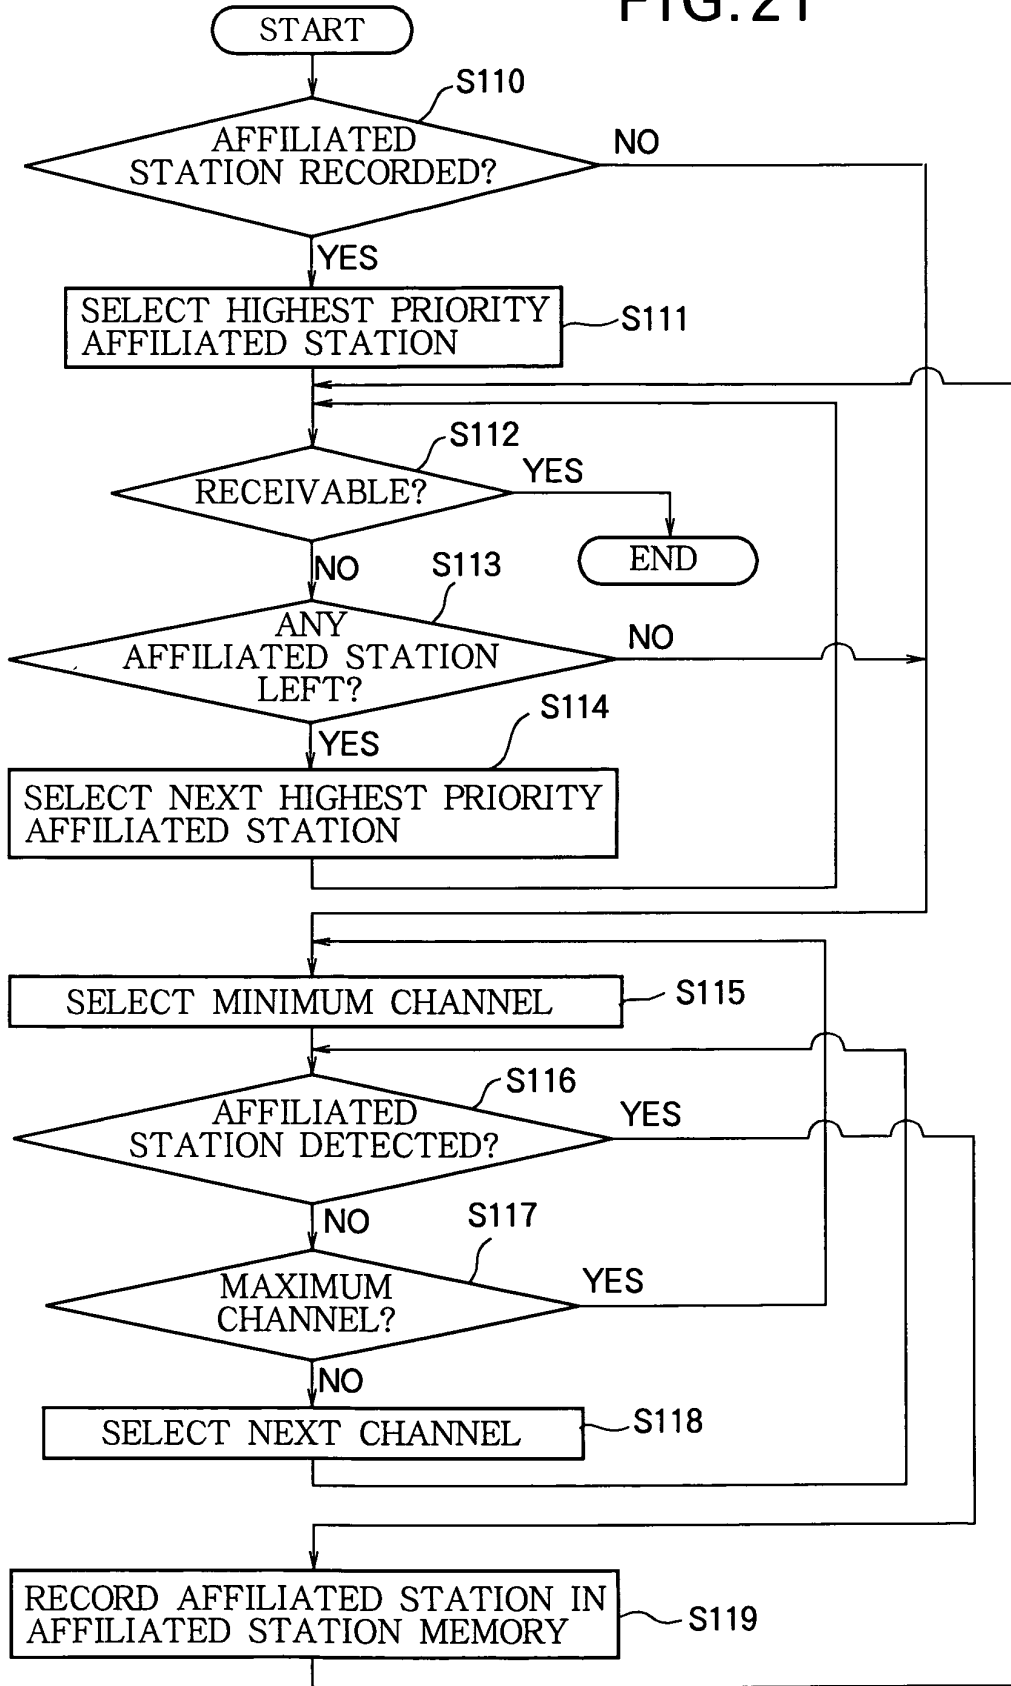 FIG.21
START
S110
AFFILIATED
STATION RECORDED?
NO
YES
SELECT HIGHEST PRIORITY
AFFILIATED STATION
S111
S112
RECEIVABLE?
YES
END
NO
S113
ANY
AFFILIATED STATION
LEFT?
NO
YES
S114
SELECT NEXT HIGHEST PRIORITY
AFFILIATED STATION
SELECT MINIMUM CHANNEL
S115
S116
AFFILIATED
STATION DETECTED?
YES
NO
S117
MAXIMUM
CHANNEL?
YES
NO
SELECT NEXT CHANNEL
S118
RECORD AFFILIATED STATION IN
AFFILIATED STATION MEMORY
S119